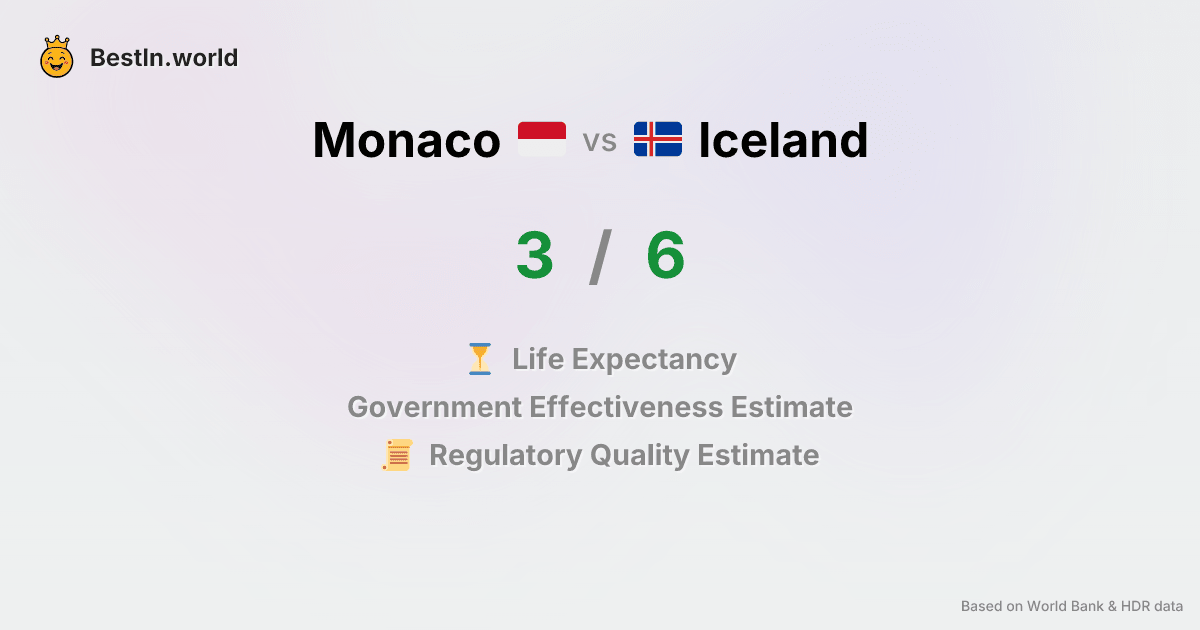 BestIn.world
Monaco vs Iceland
3 / 6
Life Expectancy
Government Effectiveness Estimate
Regulatory Quality Estimate
Based on World Bank & HDR data